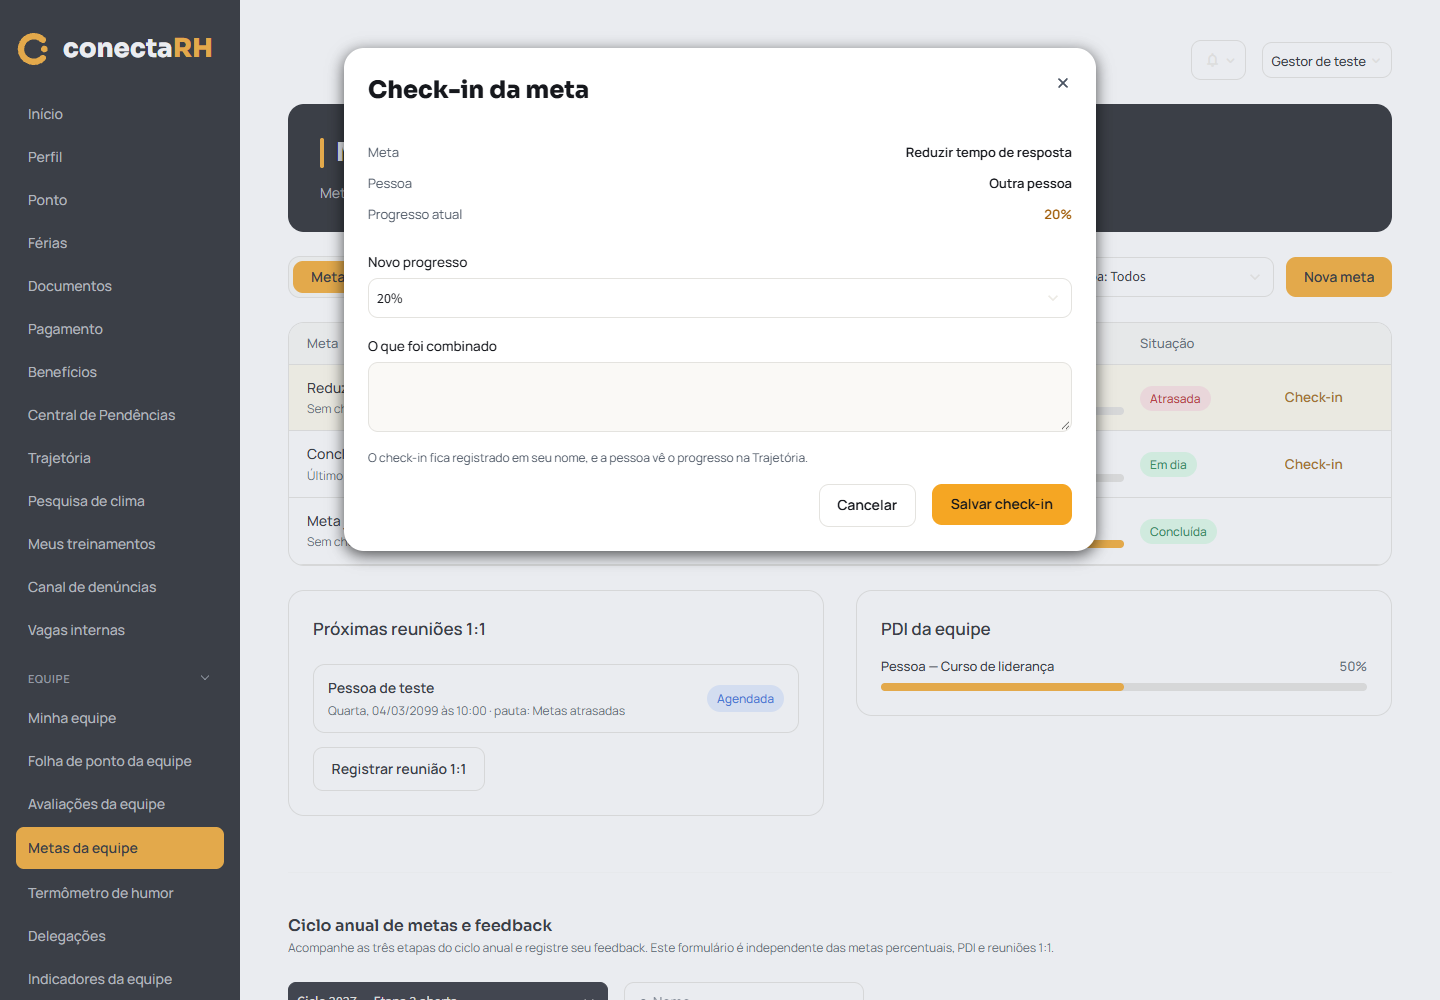 conectaRH
Início
Perfil
Ponto
Férias
Documentos
Pagamento
Benefícios
Central de Pendências
Trajetória
Pesquisa de clima
Meus treinamentos
Canal de denúncias
Vagas internas
EQUIPE
Minha equipe
Folha de ponto da equipe
Avaliações da equipe
Metas da equipe
Termômetro de humor
Delegações
Indicadores da equipe
Gestor de teste
Check-in da meta
Meta Reduzir tempo de resposta
Pessoa Outra pessoa
Progresso atual 20%
Novo progresso
20%
O que foi combinado
O check-in fica registrado em seu nome, e a pessoa vê o progresso na Trajetória.
Cancelar Salvar check-in
Todos
Nova meta
Meta Situação
Atrasada Check-in
Em dia Check-in
Último
Meta
Sem
Concluída
Próximas reuniões 1:1
Pessoa de teste
Quarta, 04/03/2099 às 10:00 · pauta: Metas atrasadas
Agendada
Registrar reunião 1:1
PDI da equipe
Pessoa — Curso de liderança 50%
Ciclo anual de metas e feedback
Acompanhe as três etapas do ciclo anual e registre seu feedback. Este formulário é independente das metas percentuais, PDI e reuniões 1:1.